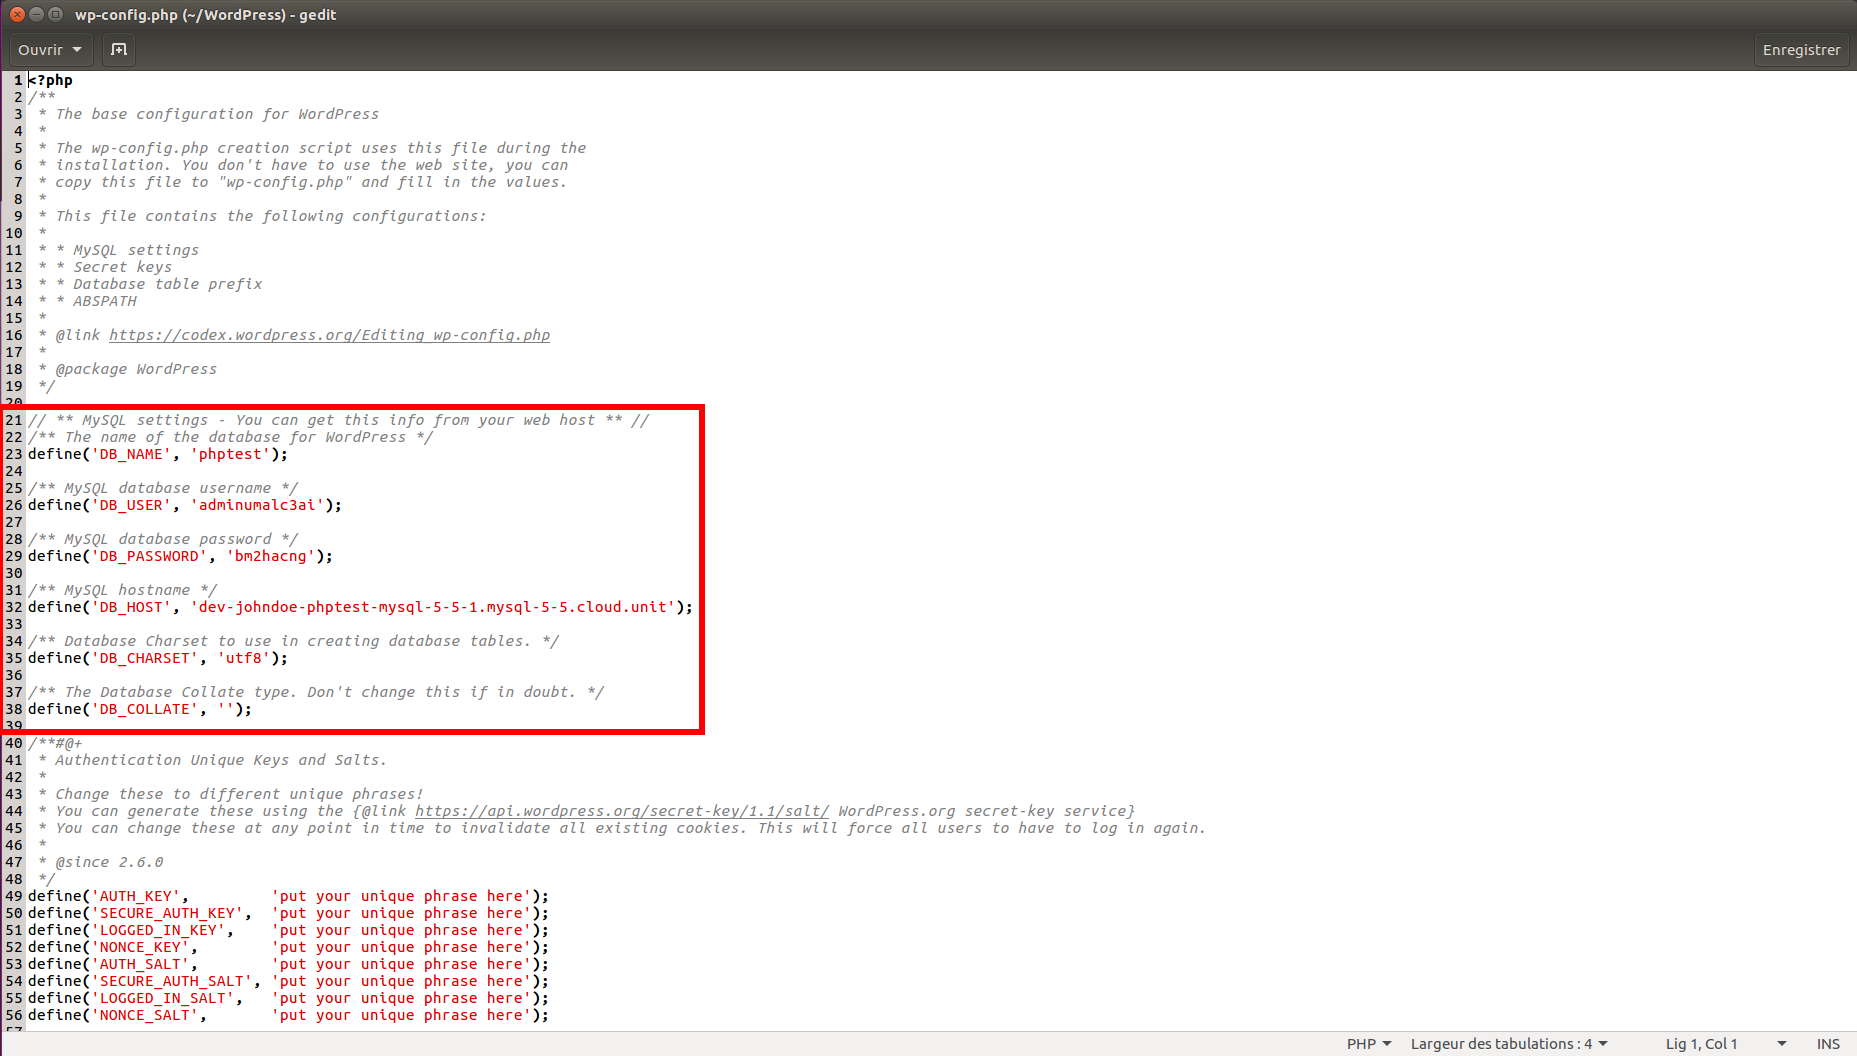 wp-config.php (~/WordPress) - gedit
Ouvrir
Enregistrer
1 <?php
2 /**
3  * The base configuration for WordPress
4  *
5  * The wp-config.php creation script uses this file during the
6  * installation. You don't have to use the web site, you can
7  * copy this file to "wp-config.php" and fill in the values.
8  *
9  * This file contains the following configurations:
10  *
11  * * MySQL settings
12  * * Secret keys
13  * * Database table prefix
14  * * ABSPATH
15  *
16  * @link https://codex.wordpress.org/Editing_wp-config.php
17  *
18  * @package WordPress
19  */
20
21 // ** MySQL settings - You can get this info from your web host ** //
22 /** The name of the database for WordPress */
23 define('DB_NAME', 'phptest');
24
25 /** MySQL database username */
26 define('DB_USER', 'adminumalc3ai');
27
28 /** MySQL database password */
29 define('DB_PASSWORD', 'bm2hacng');
30
31 /** MySQL hostname */
32 define('DB_HOST', 'dev-johndoe-phptest-mysql-5-5-1.mysql-5-5.cloud.unit');
33
34 /** Database Charset to use in creating database tables. */
35 define('DB_CHARSET', 'utf8');
36
37 /** The Database Collate type. Don't change this if in doubt. */
38 define('DB_COLLATE', '');
39
40 /**#@+
41  * Authentication Unique Keys and Salts.
42  *
43  * Change these to different unique phrases!
44  * You can generate these using the {@link https://api.wordpress.org/secret-key/1.1/salt/ WordPress.org secret-key service}
45  * You can change these at any point in time to invalidate all existing cookies. This will force all users to have to log in again.
46  *
47  * @since 2.6.0
48  */
49 define('AUTH_KEY',         'put your unique phrase here');
50 define('SECURE_AUTH_KEY',  'put your unique phrase here');
51 define('LOGGED_IN_KEY',    'put your unique phrase here');
52 define('NONCE_KEY',        'put your unique phrase here');
53 define('AUTH_SALT',        'put your unique phrase here');
54 define('SECURE_AUTH_SALT', 'put your unique phrase here');
55 define('LOGGED_IN_SALT',   'put your unique phrase here');
56 define('NONCE_SALT',       'put your unique phrase here');
57
PHP Largeur des tabulations : 4 Lig 1, Col 1 INS